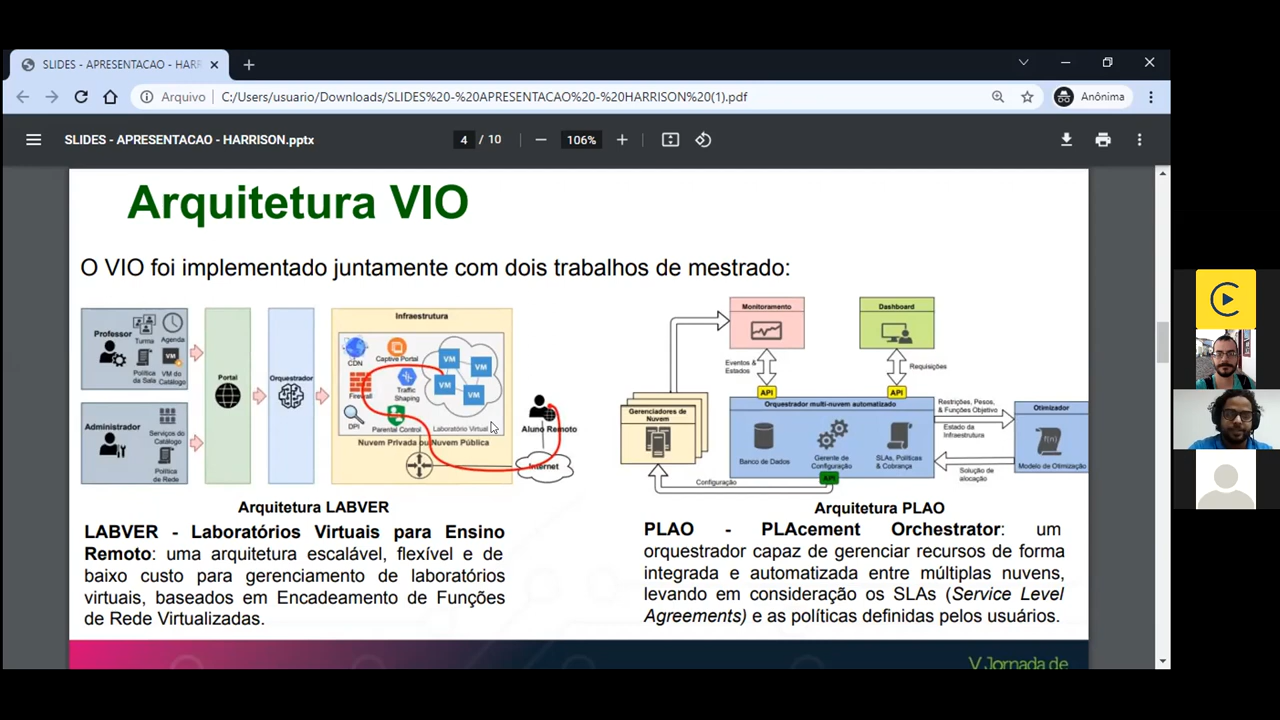 SLIDES - APRESENTACAO - HARR
Arquivo
C:/Users/usuario/Downloads/SLIDES%20-%20APRESENTACAO%20-%20HARRISON%20(1).pdf
Anônima
SLIDES - APRESENTACAO - HARRISON.pptx
4 / 10
106%
Arquitetura VIO
O VIO foi implementado juntamente com dois trabalhos de mestrado:
Professor
Turma
Agenda
Política
da Sala
VM
VM do
Catálogo
Administrador
Serviços do
Catálogo
Política
de Rede
Portal
Orquestrador
Infraestrutura
CDN
Captive Portal
Firewall
Traffic
Shaping
DPI
Parental Control
VM
VM
VM
VM
Laboratório Virtual
Nuvem Privada ou Nuvem Pública
Aluno Remoto
Internet
Arquitetura LABVER
LABVER - Laboratórios Virtuais para Ensino
Remoto: uma arquitetura escalável, flexível e de
baixo custo para gerenciamento de laboratórios
virtuais, baseados em Encadeamento de Funções
de Rede Virtualizadas.
Monitoramento
Dashboard
Eventos &
Estados
Requisições
API
API
Gerenciadores de
Nuvem
Orquestrador multi-nuvem automatizado
Banco de Dados
Gerente de
Configuração
SLAs, Políticas
& Cobrança
API
Configuração
Restrições, Pesos,
& Funções Objetivo
Estado da
Infraestrutura
Solução de
alocação
Otimizador
f(n)
Modelo de Otimização
Arquitetura PLAO
PLAO - PLAcement Orchestrator: um
orquestrador capaz de gerenciar recursos de forma
integrada e automatizada entre múltiplas nuvens,
levando em consideração os SLAs (Service Level
Agreements) e as políticas definidas pelos usuários.
V Jornada de